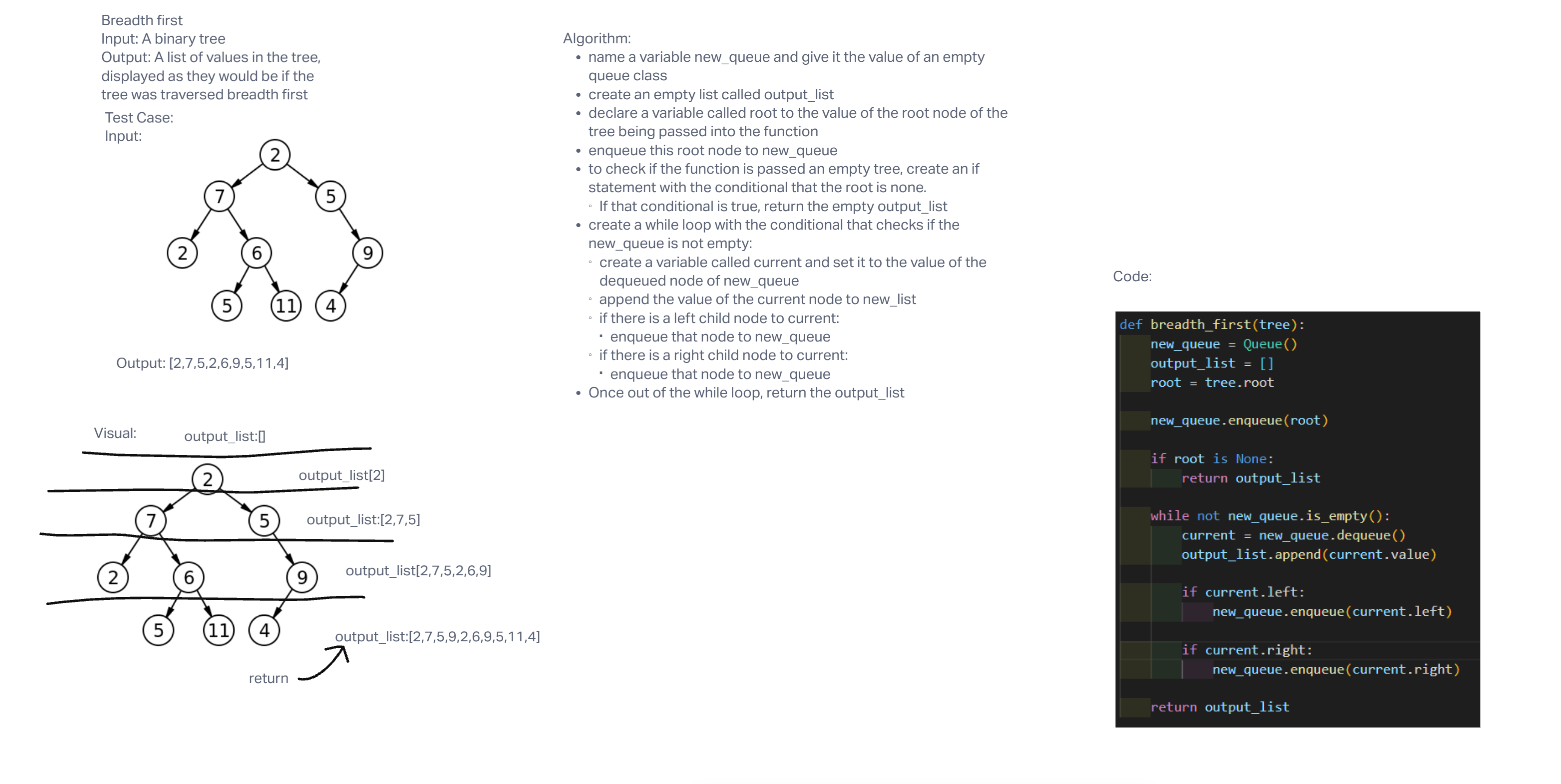 Breadth first
Input: A binary tree
Output: A list of values in the tree,
displayed as they would be if the
tree was traversed breadth first
Test Case:
Input:
2
7 5
2 6 9
5 11 4
Output: [2,7,5,2,6,9,5,11,4]
Visual: output_list:[]
2 output_list[2]
7 5 output_list:[2,7,5]
2 6 9 output_list[2,7,5,2,6,9]
5 11 4 output_list:[2,7,5,9,2,6,9,5,11,4]
return
Algorithm:
• name a variable new_queue and give it the value of an empty
queue class
• create an empty list called output_list
• declare a variable called root to the value of the root node of the
tree being passed into the function
• enqueue this root node to new_queue
• to check if the function is passed an empty tree, create an if
statement with the conditional that the root is none.
◦ If that conditional is true, return the empty output_list
• create a while loop with the conditional that checks if the
new_queue is not empty:
◦ create a variable called current and set it to the value of the
dequeued node of new_queue
◦ append the value of the current node to new_list
◦ if there is a left child node to current:
▪ enqueue that node to new_queue
◦ if there is a right child node to current:
▪ enqueue that node to new_queue
• Once out of the while loop, return the output_list
Code:
def breadth_first(tree):
new_queue = Queue()
output_list = []
root = tree.root
new_queue.enqueue(root)
if root is None:
return output_list
while not new_queue.is_empty():
current = new_queue.dequeue()
output_list.append(current.value)
if current.left:
new_queue.enqueue(current.left)
if current.right:
new_queue.enqueue(current.right)
return output_list